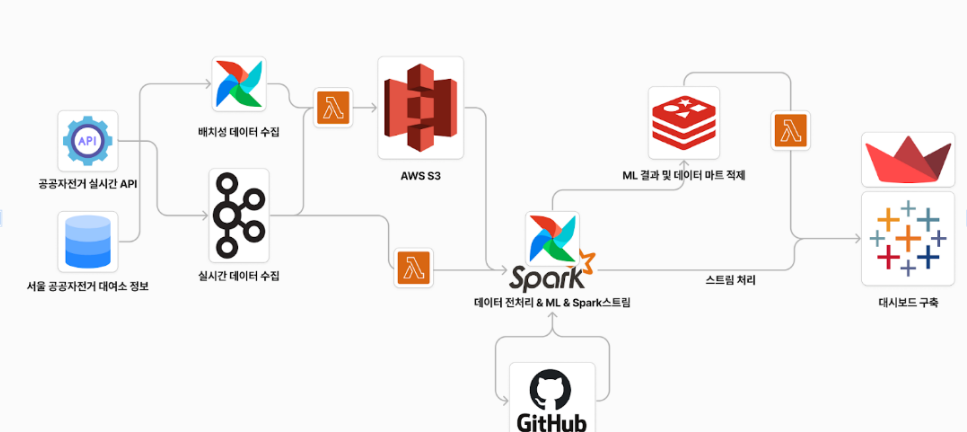 API
공공자전거 실시간 API
서울 공공자전거 대여소 정보
배치성 데이터 수집
실시간 데이터 수집
AWS S3
Spark
데이터 전처리 & ML & Spark스트림
ML 결과 및 데이터 마트 적제
스트림 처리
대시보드 구축
GitHub